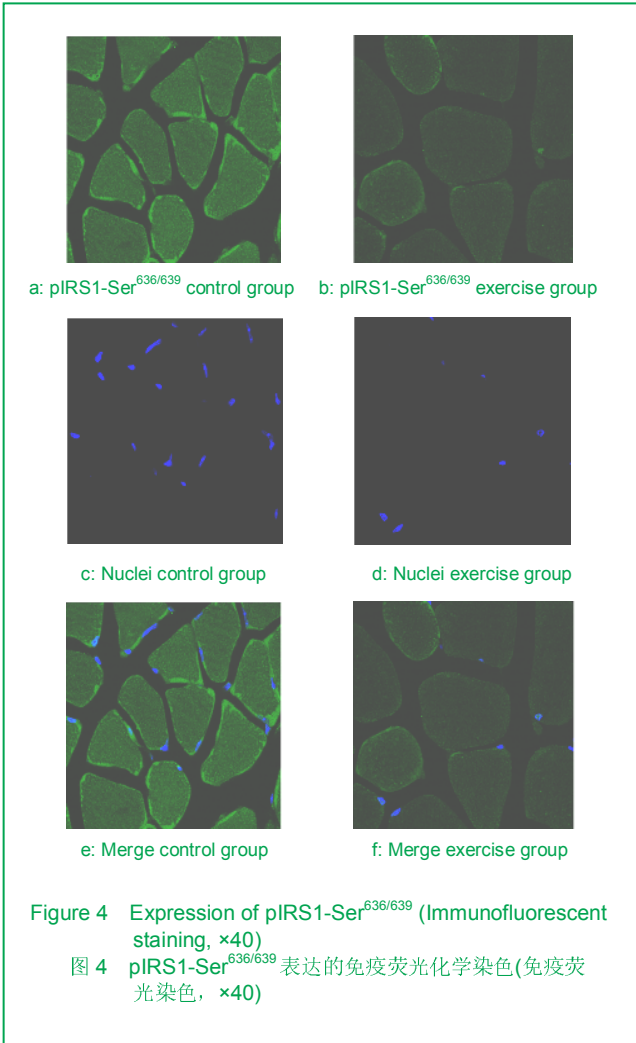 a: pIRS1-Ser636/639 control group
b: pIRS1-Ser636/639 exercise group
c: Nuclei control group
d: Nuclei exercise group
e: Merge control group
f: Merge exercise group
Figure 4 Expression of pIRS1-Ser636/639 (Immunofluorescent
staining, ×40)
图 4 pIRS1-Ser636/639 表达的免疫荧光化学染色(免疫荧
光染色，×40)